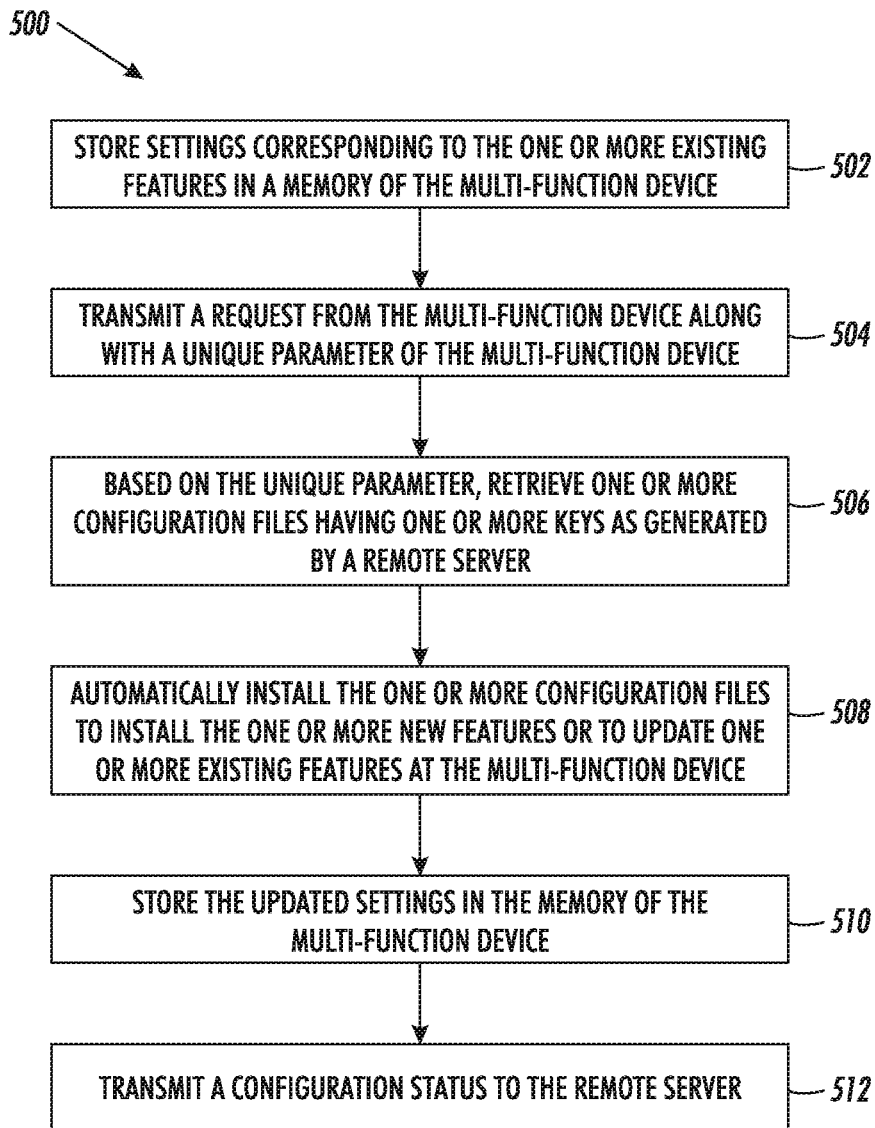 500
STORE SETTINGS CORRESPONDING TO THE ONE OR MORE EXISTING
FEATURES IN A MEMORY OF THE MULTI-FUNCTION DEVICE
502
TRANSMIT A REQUEST FROM THE MULTI-FUNCTION DEVICE ALONG
WITH A UNIQUE PARAMETER OF THE MULTI-FUNCTION DEVICE
504
BASED ON THE UNIQUE PARAMETER, RETRIEVE ONE OR MORE
CONFIGURATION FILES HAVING ONE OR MORE KEYS AS GENERATED
BY A REMOTE SERVER
506
AUTOMATICALLY INSTALL THE ONE OR MORE CONFIGURATION FILES
TO INSTALL THE ONE OR MORE NEW FEATURES OR TO UPDATE ONE
OR MORE EXISTING FEATURES AT THE MULTI-FUNCTION DEVICE
508
STORE THE UPDATED SETTINGS IN THE MEMORY OF THE
MULTI-FUNCTION DEVICE
510
TRANSMIT A CONFIGURATION STATUS TO THE REMOTE SERVER
512